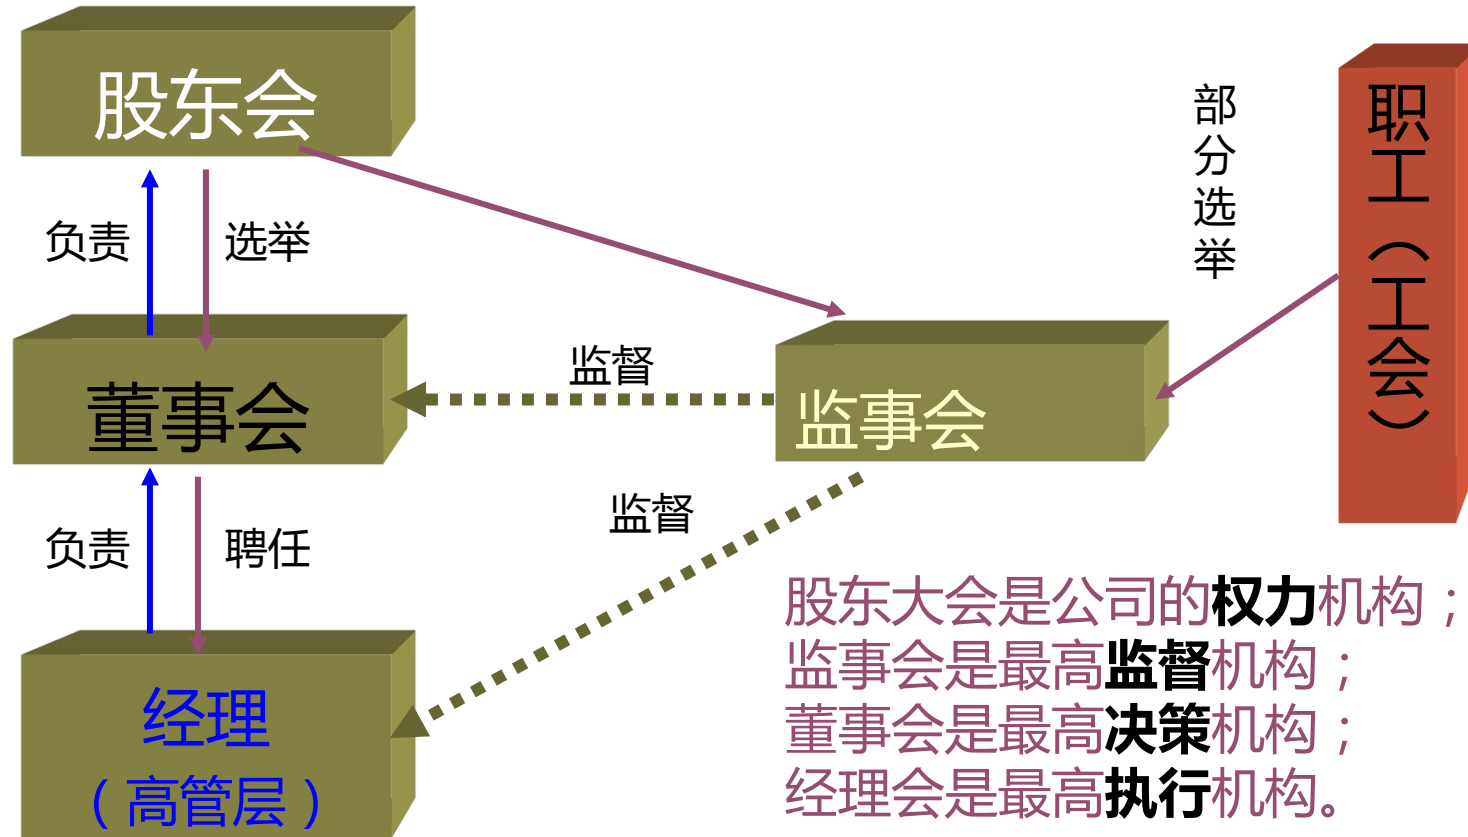 股东会
部分选举
职工（工会）
负责
选举
监督
董事会
监事会
监督
负责
聘任
经理
（高管层）
股东大会是公司的权力机构；
监事会是最高监督机构；
董事会是最高决策机构；
经理会是最高执行机构。